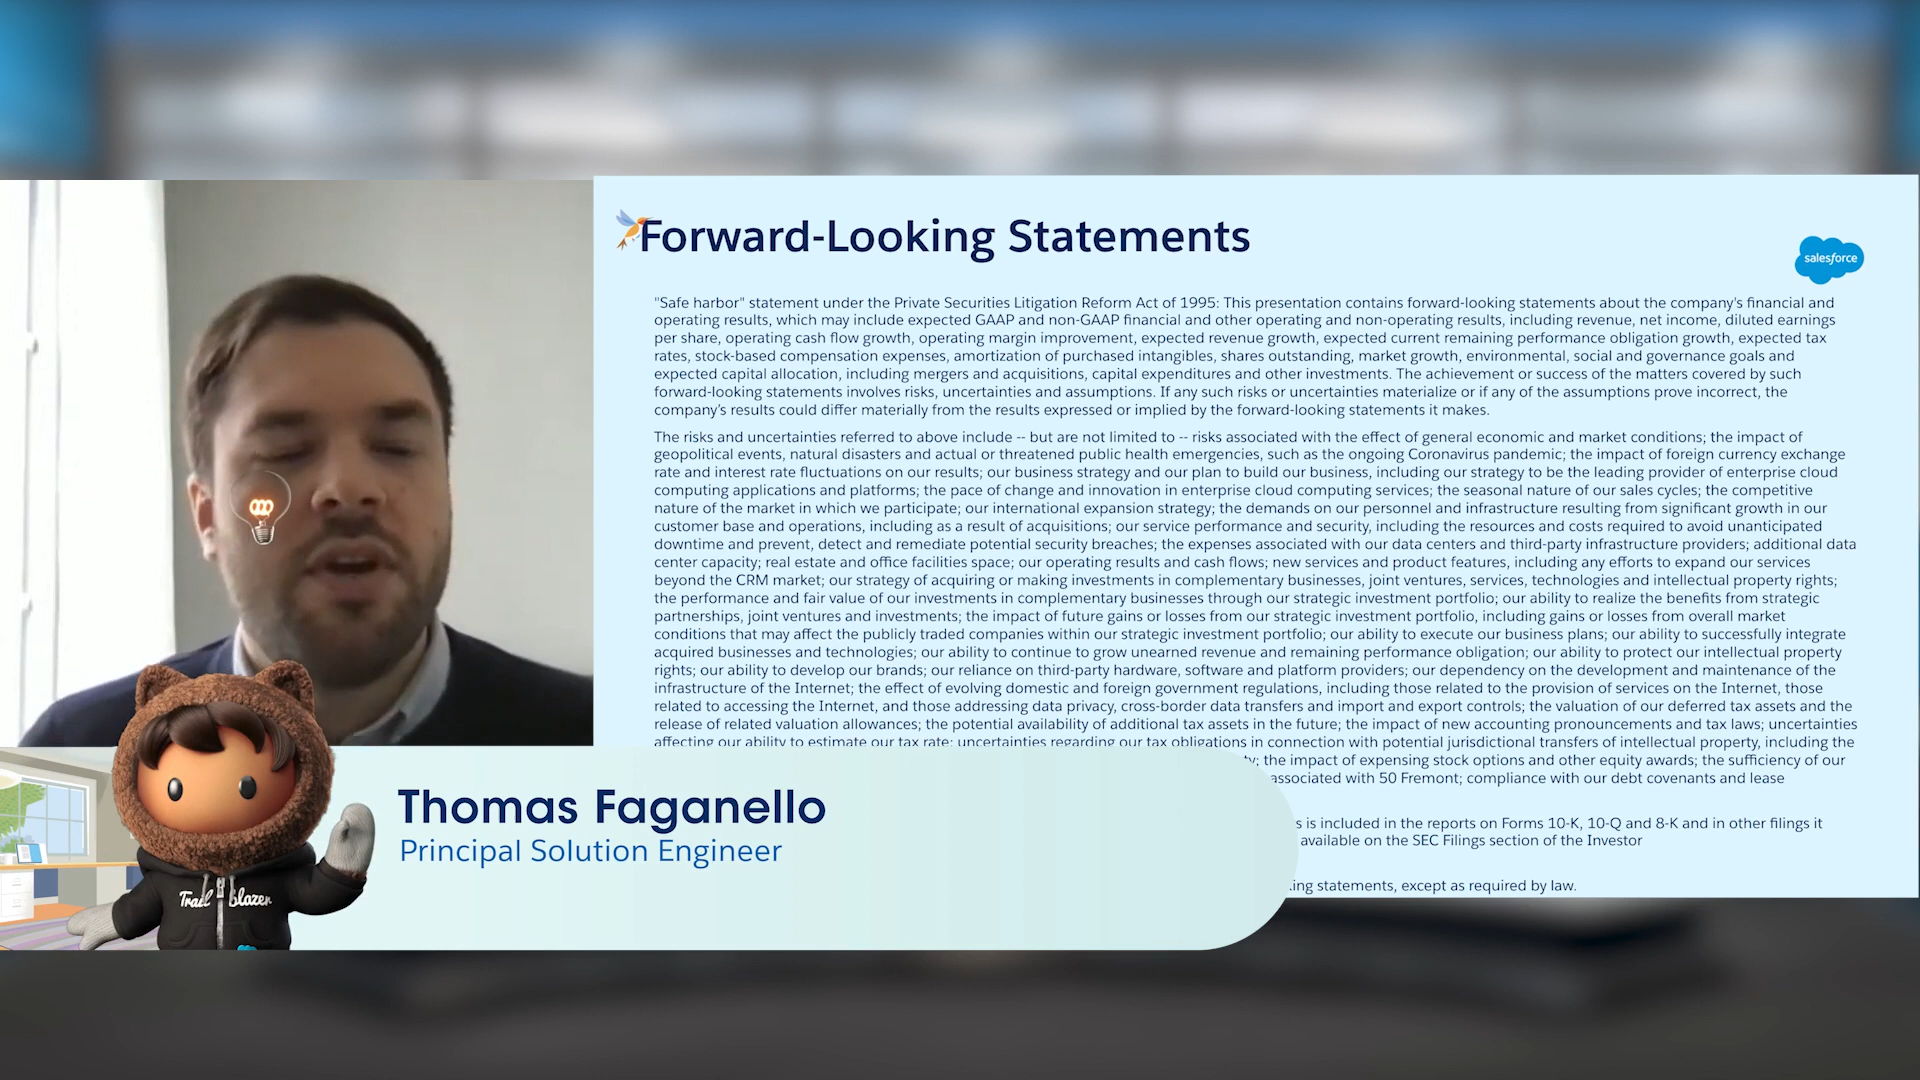 Forward-Looking Statements
salesforce
"Safe harbor" statement under the Private Securities Litigation Reform Act of 1995: This presentation contains forward-looking statements about the company's financial and
operating results, which may include expected GAAP and non-GAAP financial and other operating and non-operating results, including revenue, net income, diluted earnings
per share, operating cash flow growth, operating margin improvement, expected revenue growth, expected current remaining performance obligation growth, expected tax
rates, stock-based compensation expenses, amortization of purchased intangibles, shares outstanding, market growth, environmental, social and governance goals and
expected capital allocation, including mergers and acquisitions, capital expenditures and other investments. The achievement or success of the matters covered by such
forward-looking statements involves risks, uncertainties and assumptions. If any such risks or uncertainties materialize or if any of the assumptions prove incorrect, the
company's results could differ materially from the results expressed or implied by the forward-looking statements it makes.
The risks and uncertainties referred to above include -- but are not limited to -- risks associated with the effect of general economic and market conditions; the impact of
geopolitical events, natural disasters and actual or threatened public health emergencies, such as the ongoing Coronavirus pandemic; the impact of foreign currency exchange
rate and interest rate fluctuations on our results; our business strategy and our plan to build our business, including our strategy to be the leading provider of enterprise cloud
computing applications and platforms; the pace of change and innovation in enterprise cloud computing services; the seasonal nature of our sales cycles; the competitive
nature of the market in which we participate; our international expansion strategy; the demands on our personnel and infrastructure resulting from significant growth in our
customer base and operations, including as a result of acquisitions; our service performance and security, including the resources and costs required to avoid unanticipated
downtime and prevent, detect and remediate potential security breaches; the expenses associated with our data centers and third-party infrastructure providers; additional data
center capacity; real estate and office facilities space; our operating results and cash flows; new services and product features, including any efforts to expand our services
beyond the CRM market; our strategy of acquiring or making investments in complementary businesses, joint ventures, services, technologies and intellectual property rights;
the performance and fair value of our investments in complementary businesses through our strategic investment portfolio; our ability to realize the benefits from strategic
partnerships, joint ventures and investments; the impact of future gains or losses from our strategic investment portfolio, including gains or losses from overall market
conditions that may affect the publicly traded companies within our strategic investment portfolio; our ability to execute our business plans; our ability to successfully integrate
acquired businesses and technologies; our ability to continue to grow unearned revenue and remaining performance obligation; our ability to protect our intellectual property
rights; our ability to develop our brands; our reliance on third-party hardware, software and platform providers; our dependency on the development and maintenance of the
infrastructure of the Internet; the effect of evolving domestic and foreign government regulations, including those related to the provision of services on the Internet, those
related to accessing the Internet, and those addressing data privacy, cross-border data transfers and import and export controls; the valuation of our deferred tax assets and the
release of related valuation allowances; the potential availability of additional tax assets in the future; the impact of new accounting pronouncements and tax laws; uncertainties
affecting our ability to estimate our tax rate; uncertainties regarding our tax obligations in connection with potential jurisdictional transfers of intellectual property, including the
the impact of expensing stock options and other equity awards; the sufficiency of our
associated with 50 Fremont; compliance with our debt covenants and lease
is included in the reports on Forms 10-K, 10-Q and 8-K and in other filings it
available on the SEC Filings section of the Investor
statements, except as required by law.
Thomas Faganello
Principal Solution Engineer
Trailblazer